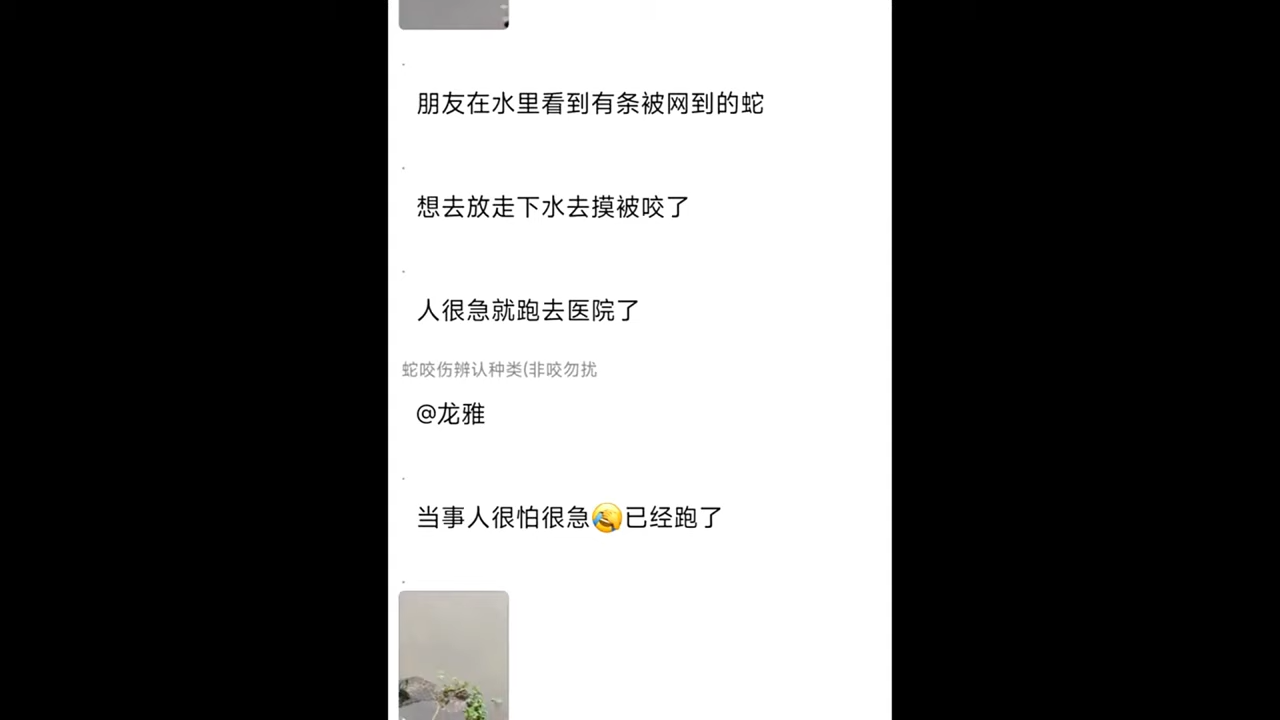 朋友在水里看到有条被网到的蛇
想去放走下水去摸被咬了
人很急就跑去医院了
蛇咬伤辨认种类(非咬勿扰
@龙雅
当事人很怕很急🤣已经跑了